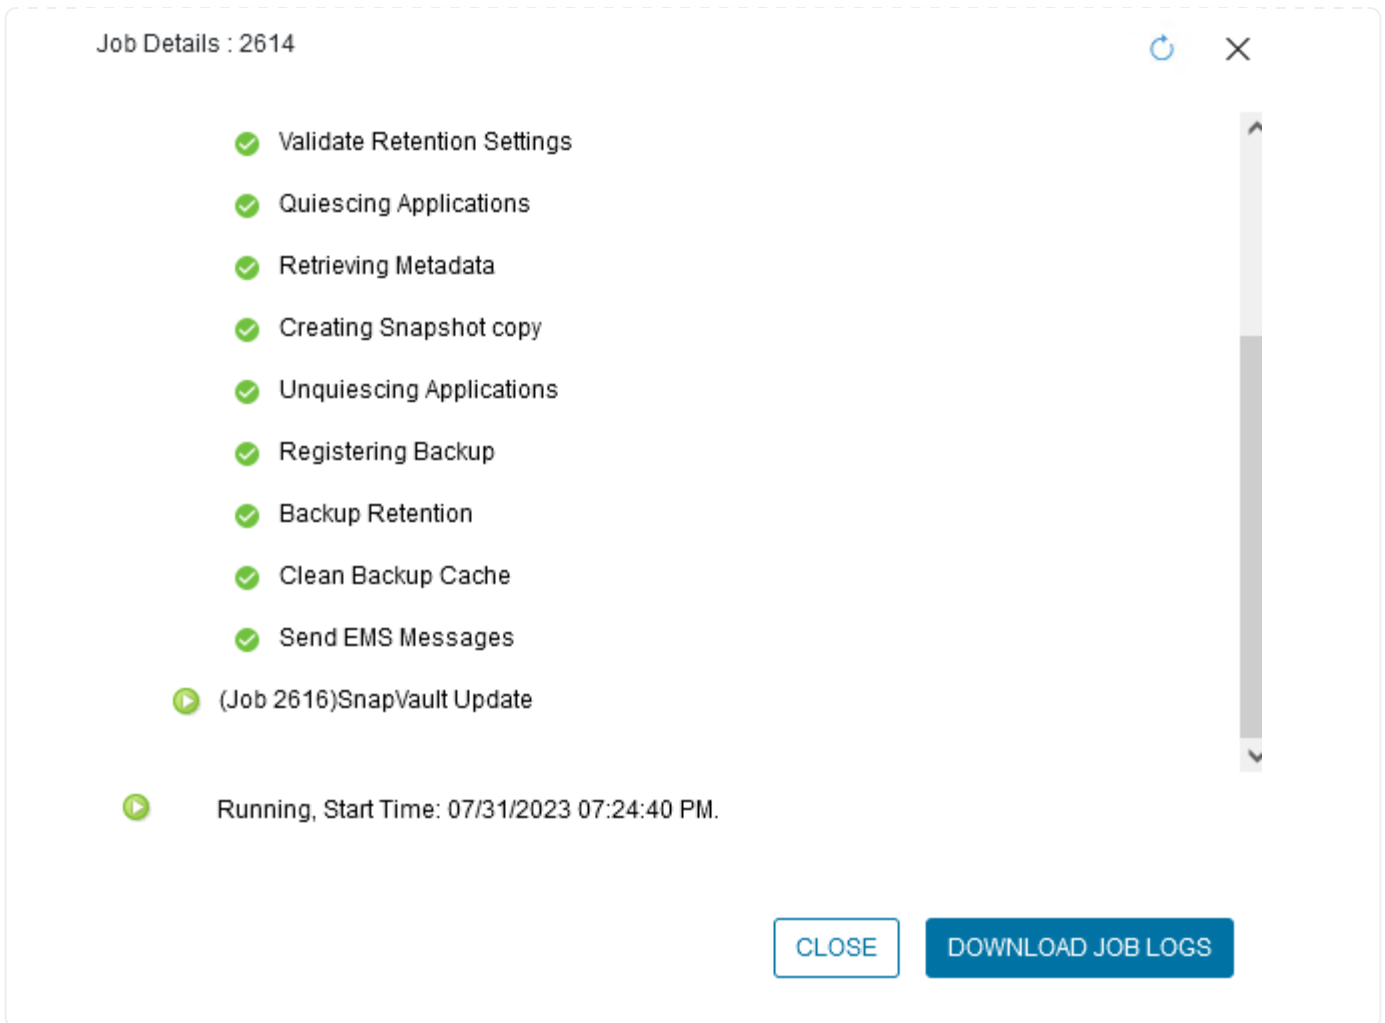 Job Details : 2614
Validate Retention Settings
Quiescing Applications
Retrieving Metadata
Creating Snapshot copy
Unquiescing Applications
Registering Backup
Backup Retention
Clean Backup Cache
Send EMS Messages
(Job 2616)SnapVault Update
Running, Start Time: 07/31/2023 07:24:40 PM.
CLOSE
DOWNLOAD JOB LOGS